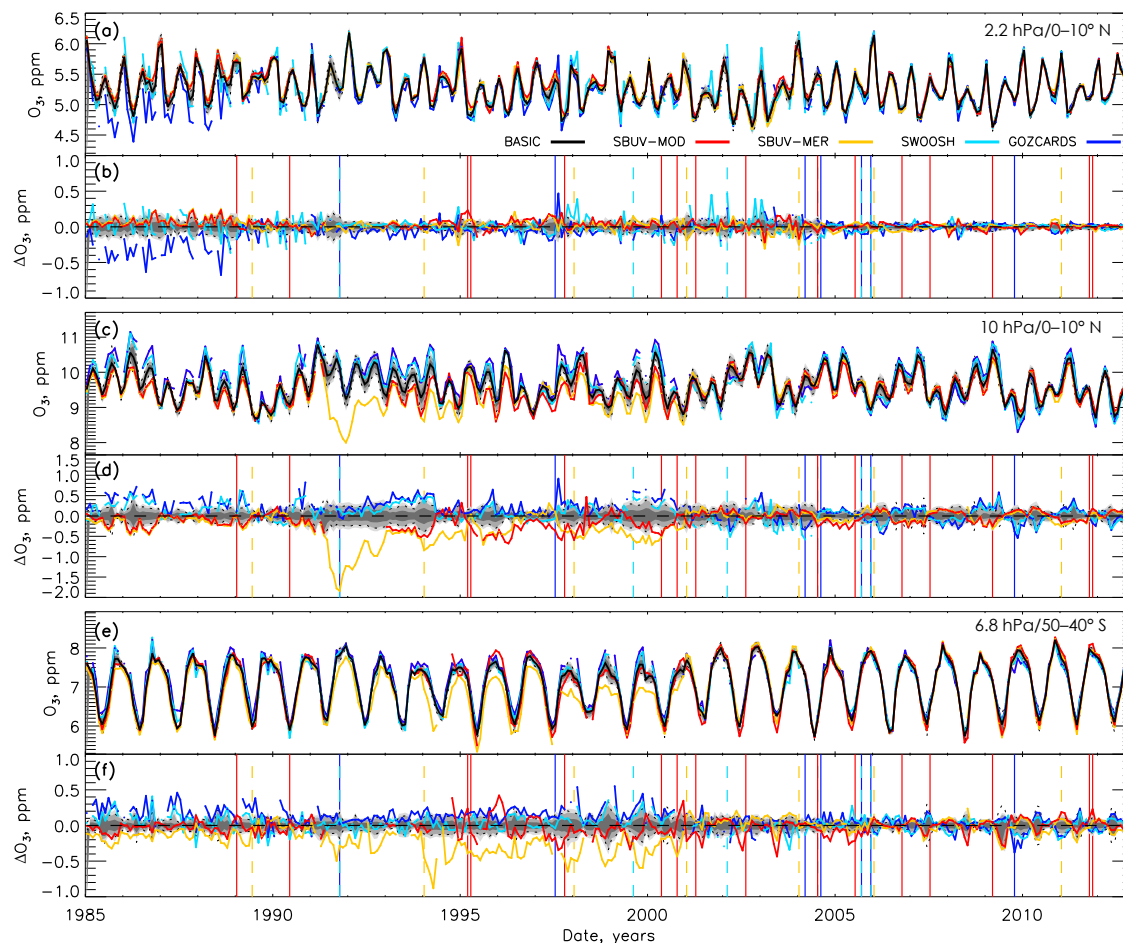 (a)
2.2 hPa/0–10° N
6.5
6.0
5.5
5.0
4.5
O₃, ppm
BASIC
SBUV–MOD
SBUV–MER
SWOOSH
GOZCARDS
(b)
1.0
0.5
0.0
−0.5
−1.0
ΔO₃, ppm
(c)
10 hPa/0–10° N
11
10
9
8
O₃, ppm
(d)
1.5
1.0
0.5
0.0
−0.5
−1.0
−1.5
−2.0
ΔO₃, ppm
(e)
6.8 hPa/50–40° S
8
7
6
O₃, ppm
(f)
1.0
0.5
0.0
−0.5
−1.0
ΔO₃, ppm
1985
1990
1995
2000
2005
2010
Date, years